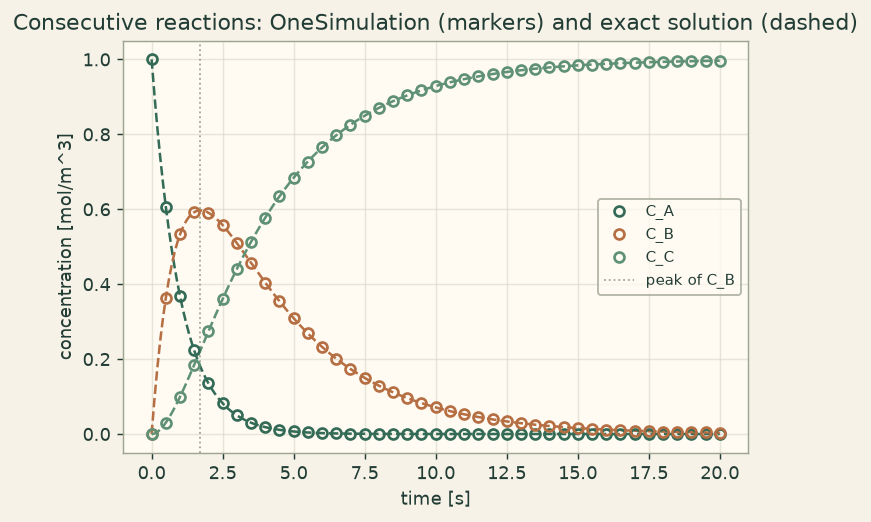 Consecutive reactions: OneSimulation (markers) and exact solution (dashed)
concentration [mol/m^3]
1.0
0.8
0.6
0.4
0.2
0.0
C_A
C_B
C_C
peak of C_B
0.0 2.5 5.0 7.5 10.0 12.5 15.0 17.5 20.0
time [s]